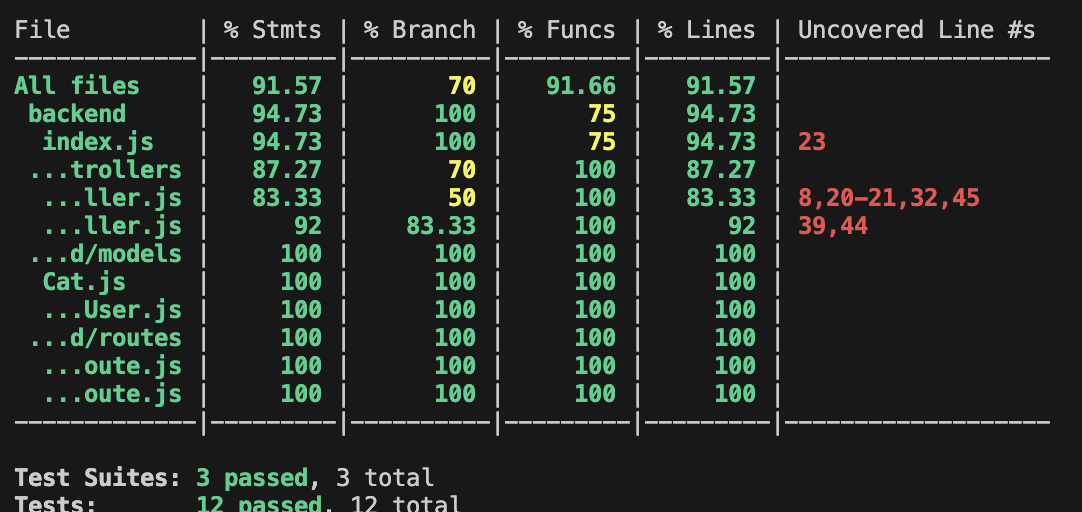 File | % Stmts | % Branch | % Funcs | % Lines | Uncovered Line #s
-------------|---------|----------|---------|---------|-------------------
All files | 91.57 | 70 | 91.66 | 91.57 |
backend | 94.73 | 100 | 75 | 94.73 |
index.js | 94.73 | 100 | 75 | 94.73 | 23
...trollers | 87.27 | 70 | 100 | 87.27 |
...ller.js | 83.33 | 50 | 100 | 83.33 | 8,20-21,32,45
...ller.js | 92 | 83.33 | 100 | 92 | 39,44
...d/models | 100 | 100 | 100 | 100 |
Cat.js | 100 | 100 | 100 | 100 |
...User.js | 100 | 100 | 100 | 100 |
...d/routes | 100 | 100 | 100 | 100 |
...oute.js | 100 | 100 | 100 | 100 |
...oute.js | 100 | 100 | 100 | 100 |
-------------|---------|----------|---------|---------|-------------------
Test Suites: 3 passed, 3 total
Tests: 12 passed, 12 total